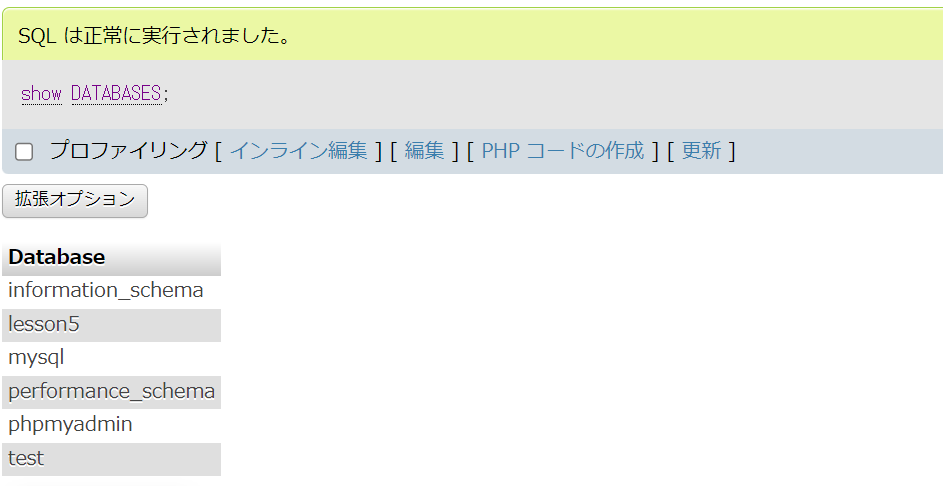 SQL は正常に実行されました。
show DATABASES;
プロファイリング [ インライン編集 ] [ 編集 ] [ PHP コードの作成 ] [ 更新 ]
拡張オプション
Database
information_schema
lesson5
mysql
performance_schema
phpmyadmin
test